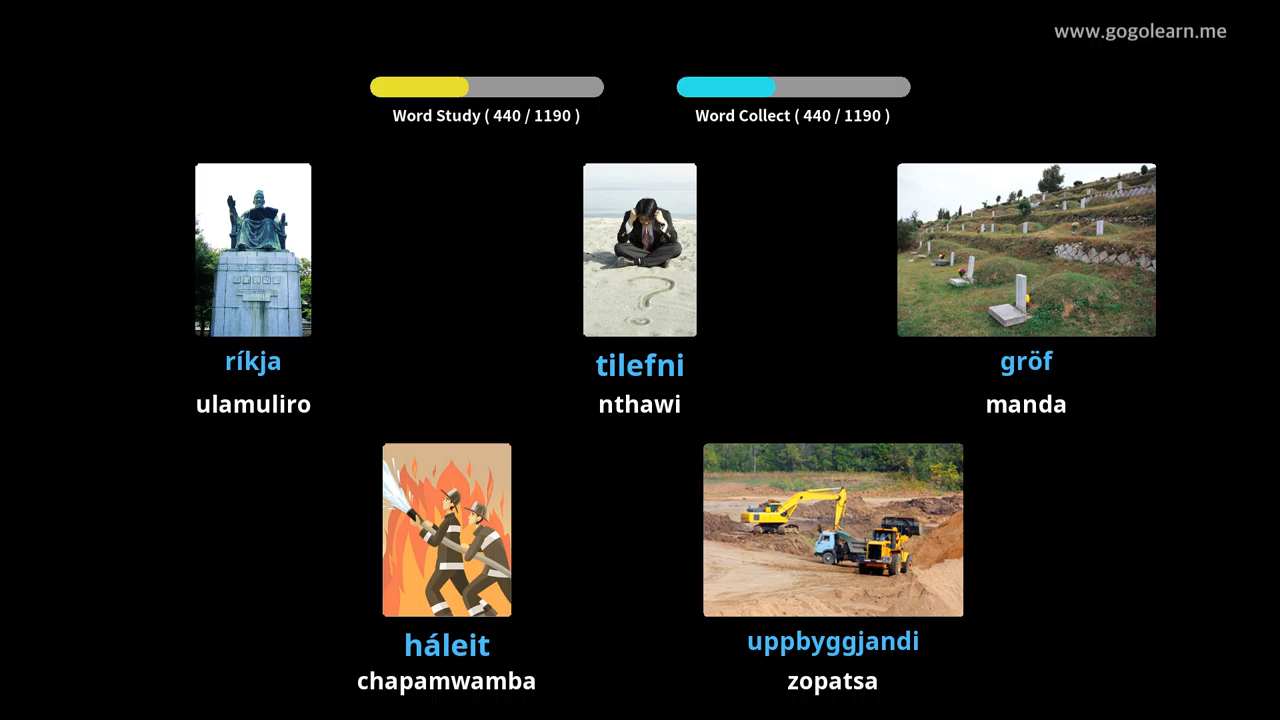 www.gogolearn.me
Word Study ( 440 / 1190 )
Word Collect ( 440 / 1190 )
ríkja
tilefni
gröf
ulamuliro
nthawi
manda
háleit
uppbyggjandi
chapamwamba
zopatsa